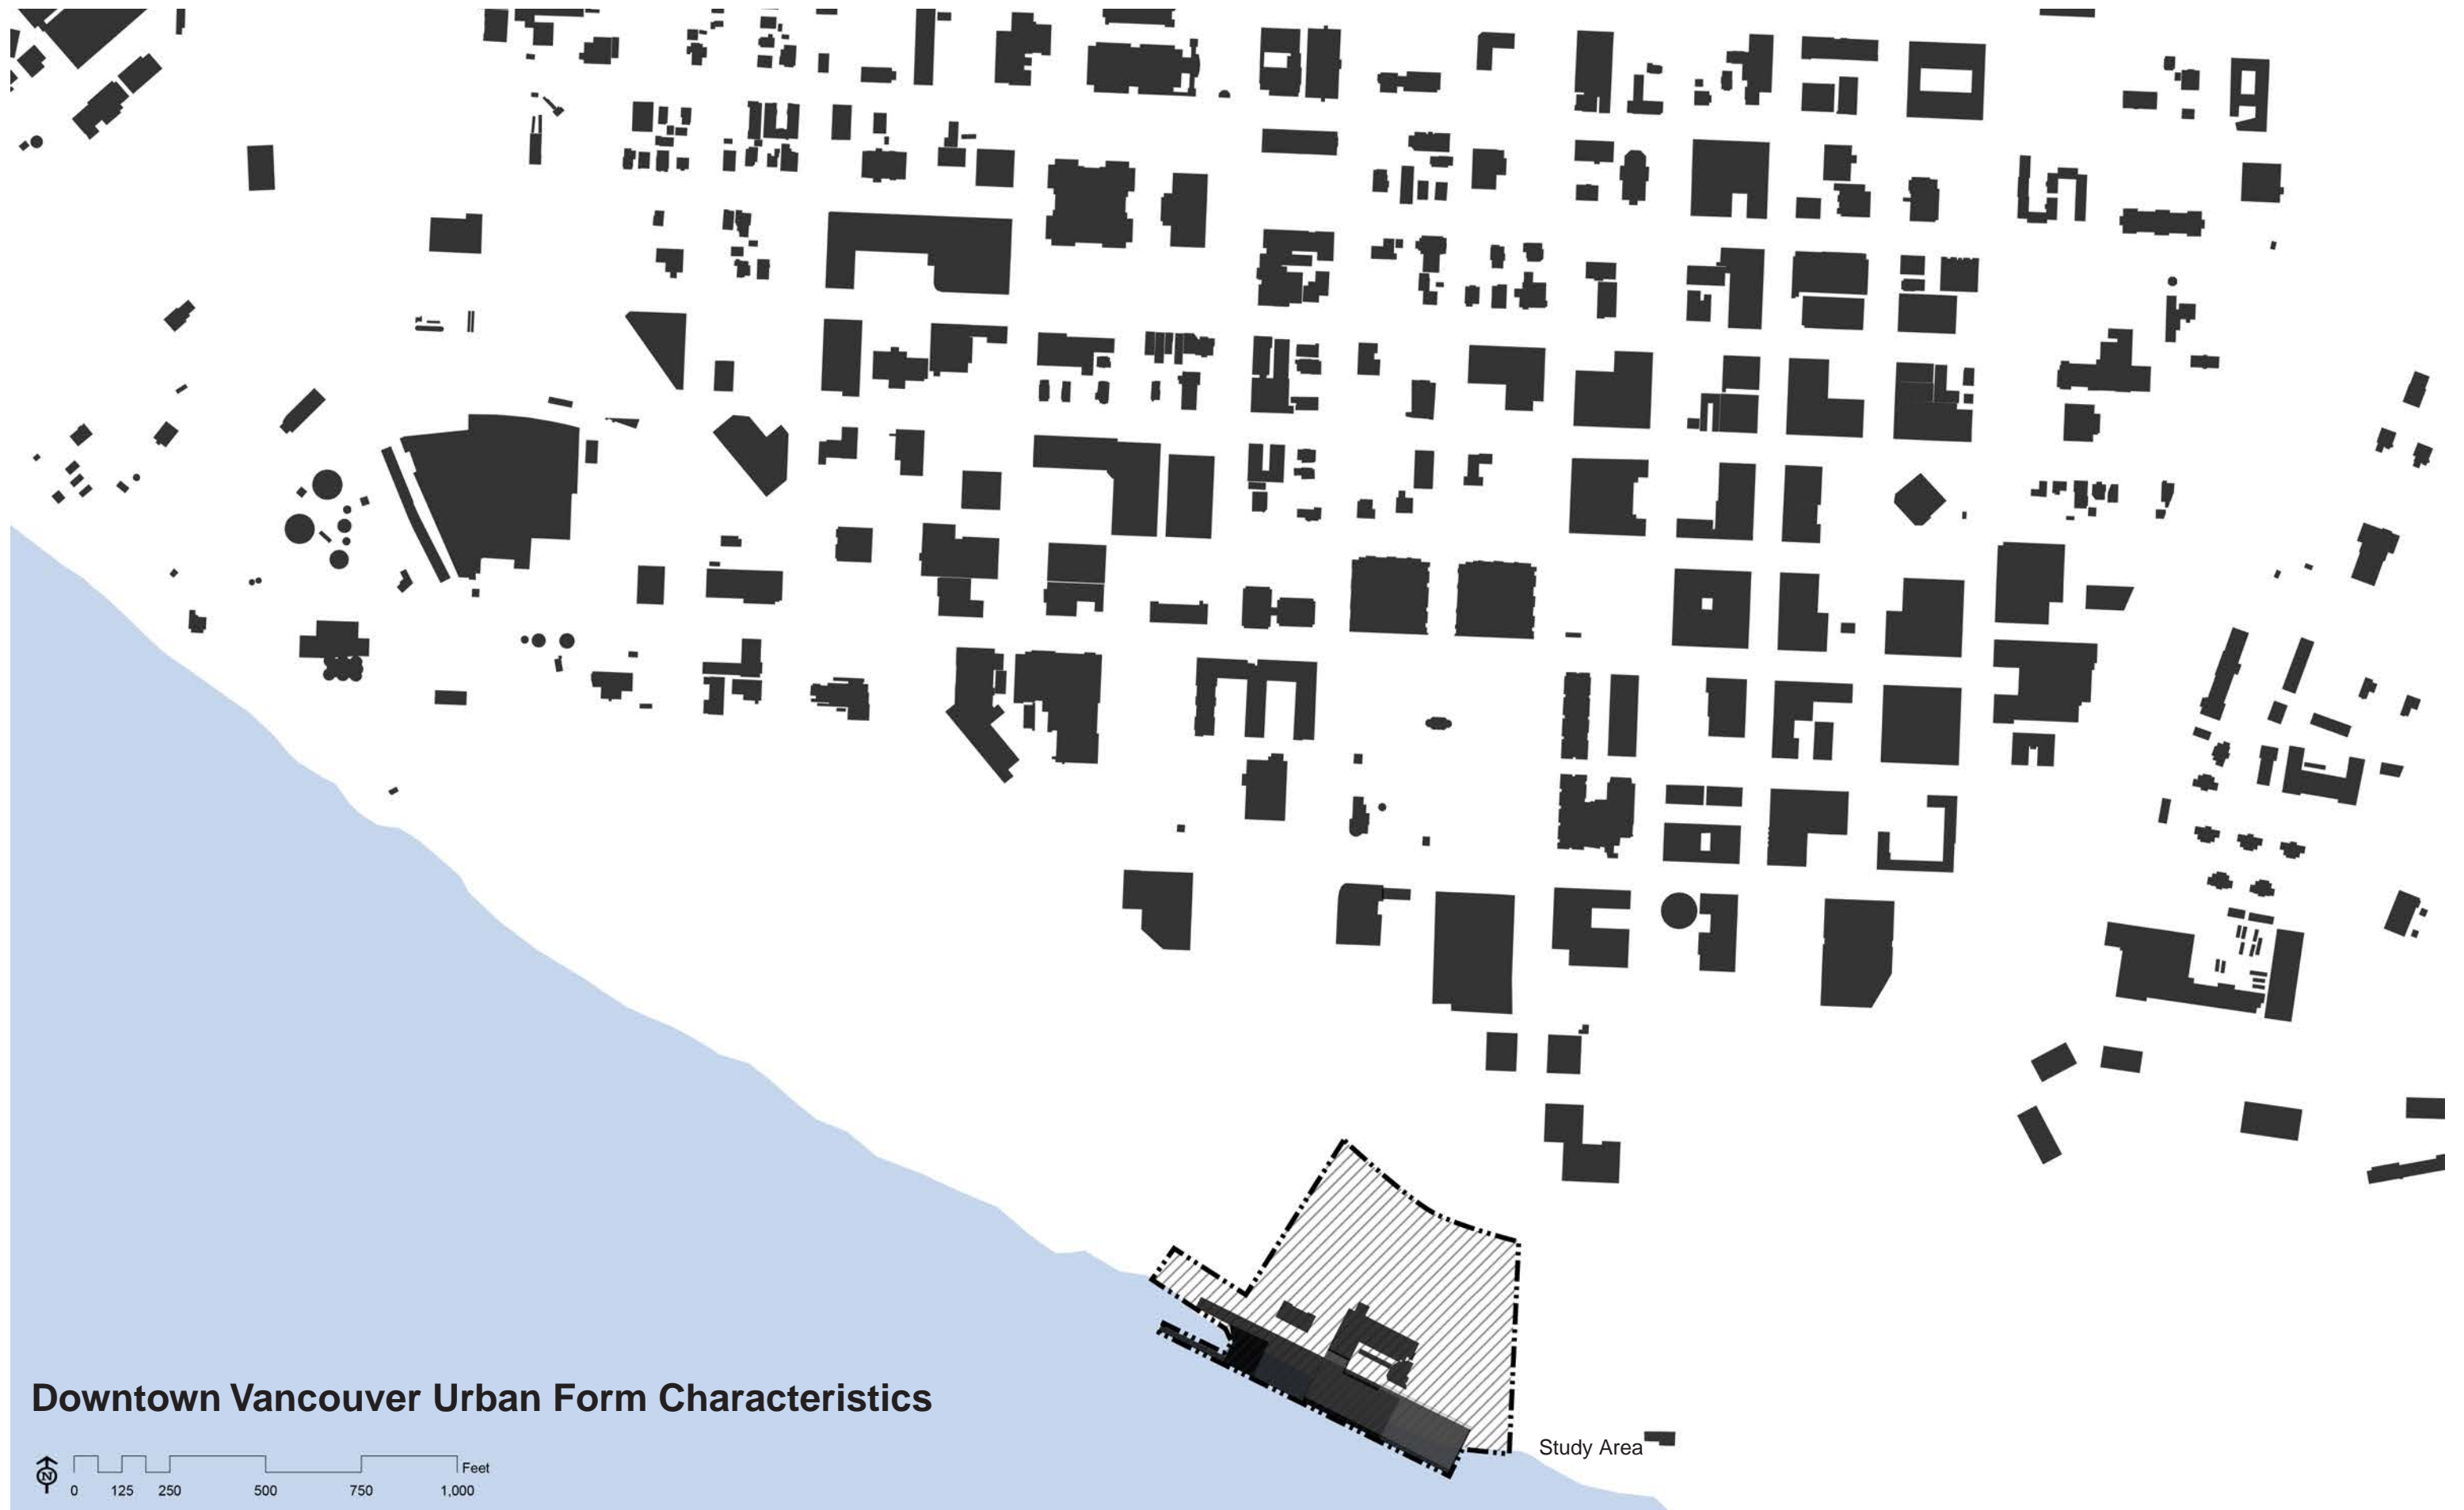 Study Area
Downtown Vancouver Urban Form Characteristics
N
Feet
0 125 250 500 750 1,000